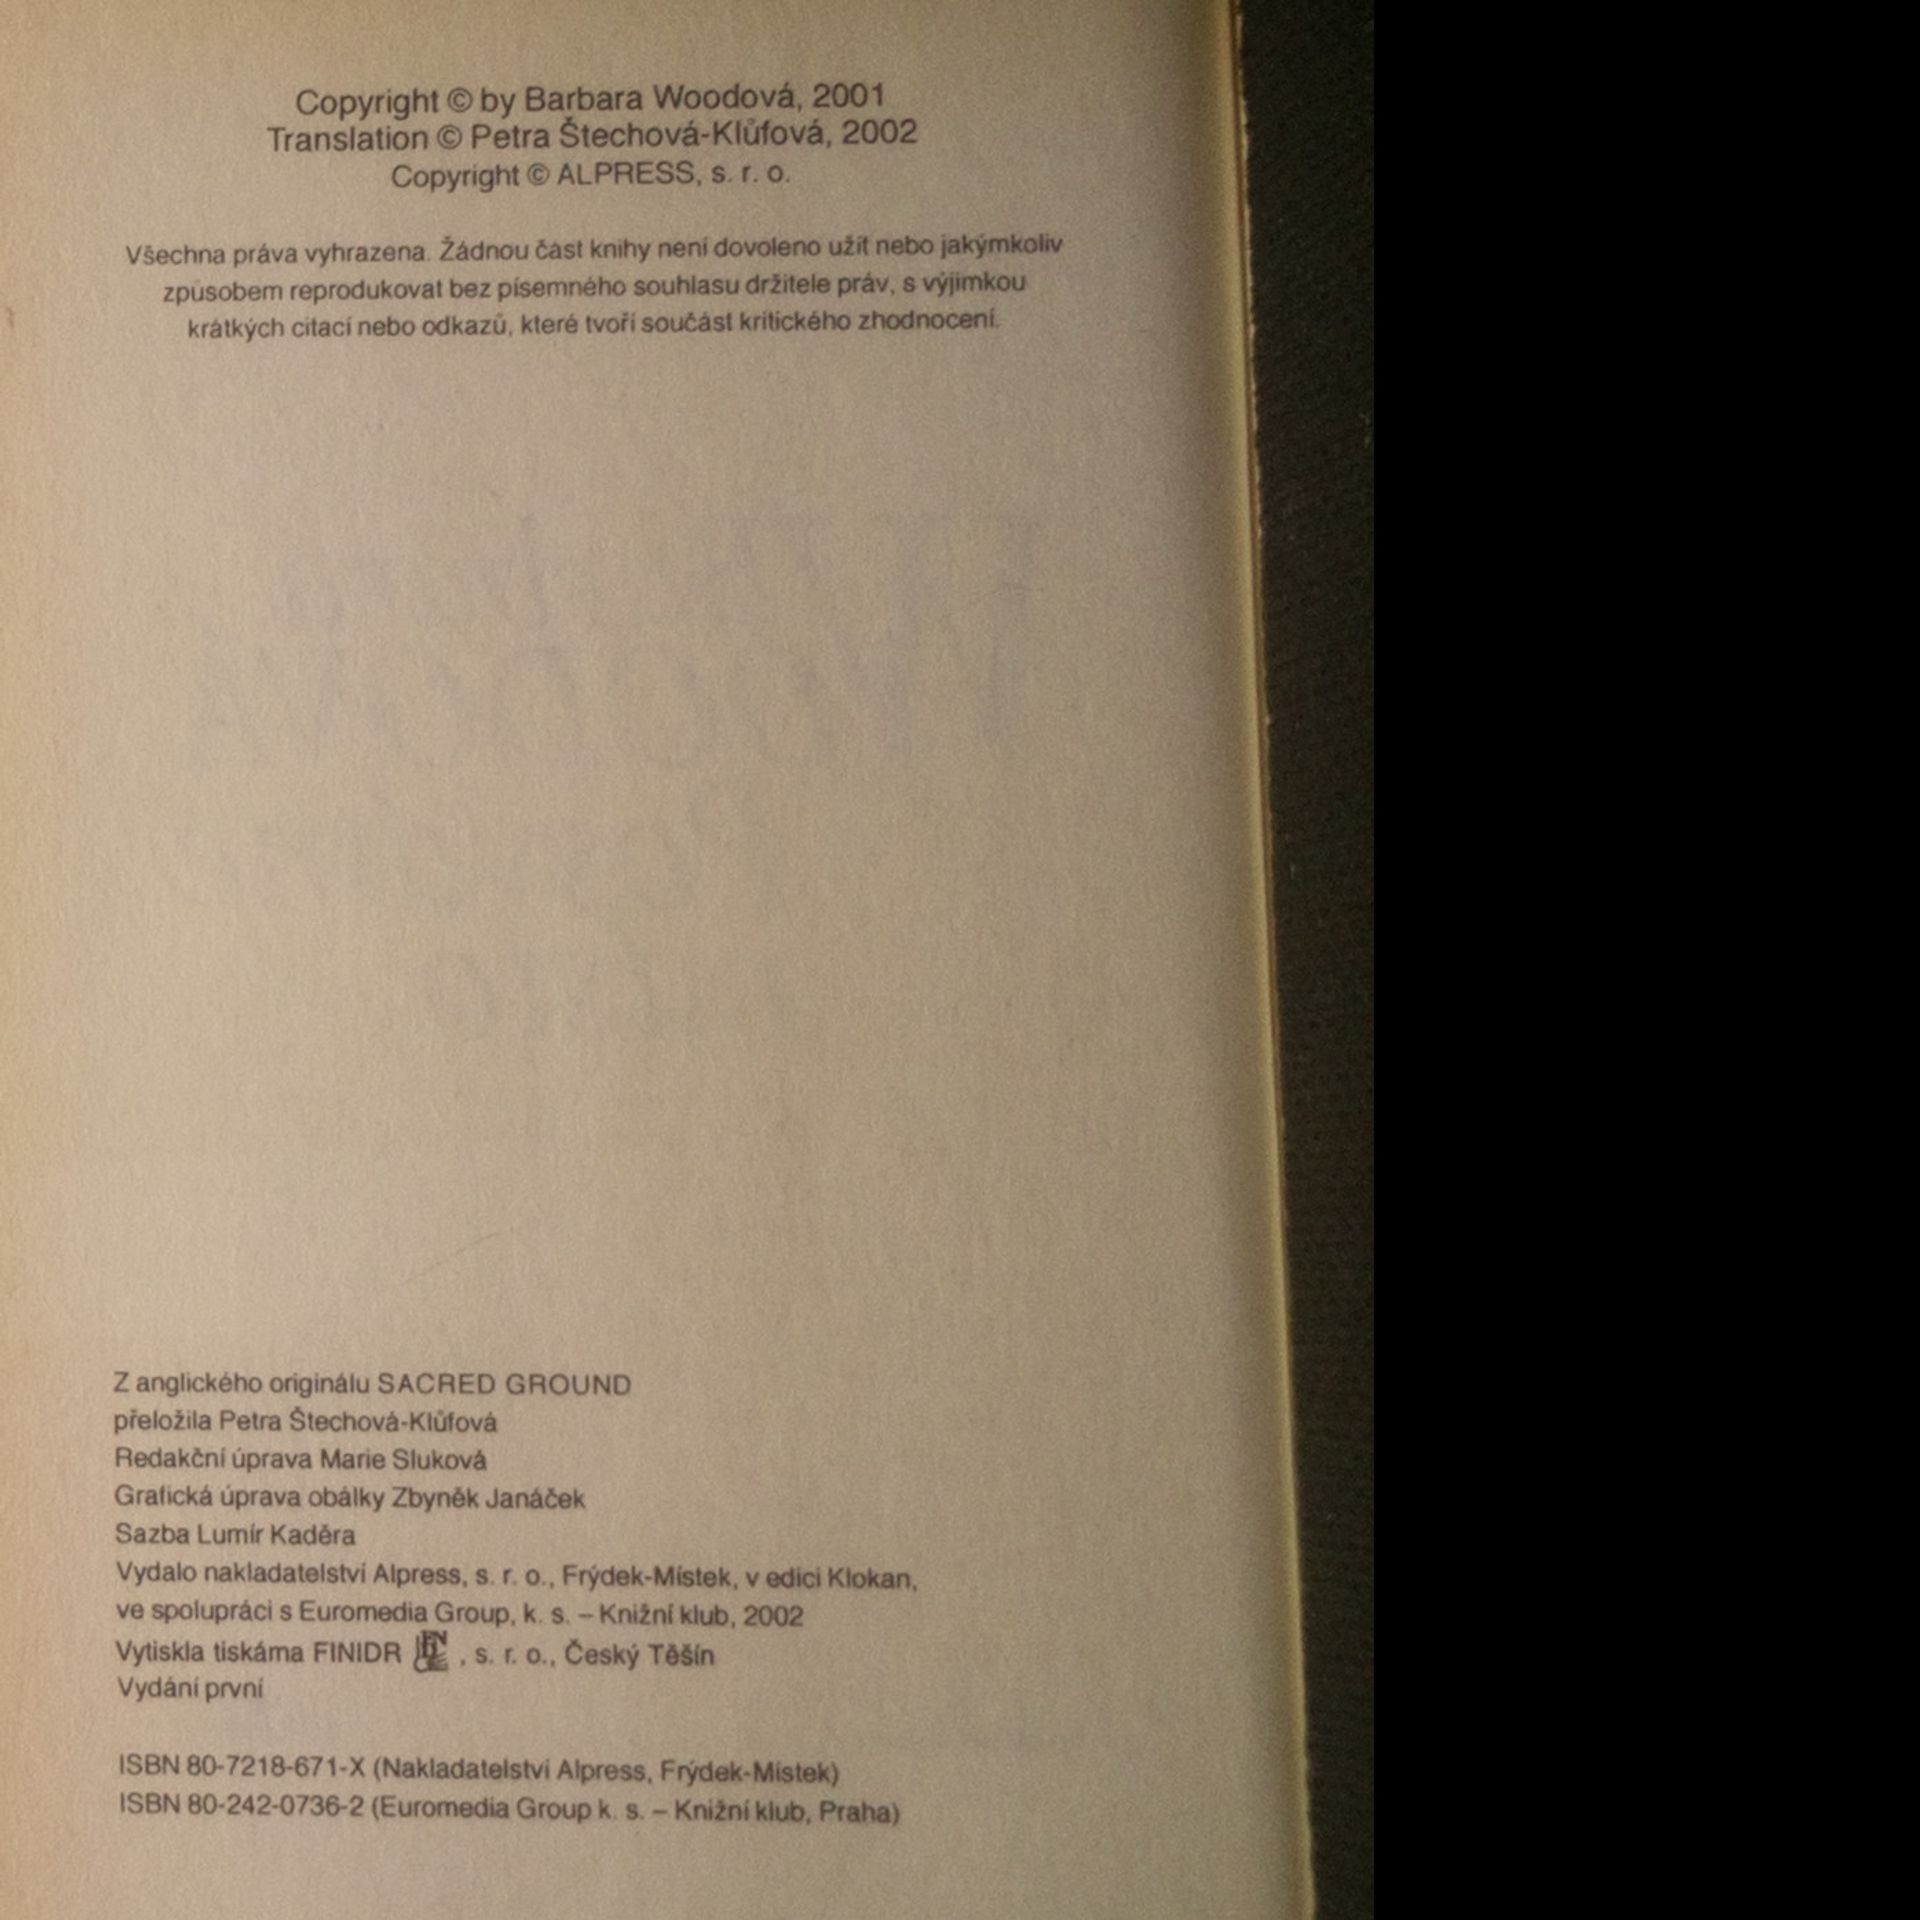 Copyright © by Barbara Woodová, 2001
Translation © Petra Štechová-Klůfová, 2002
Copyright © ALPRESS, s. r. o.
Všechna práva vyhrazena. Žádnou část knihy není dovoleno užít nebo jakýmkoliv
způsobem reprodukovat bez písemného souhlasu držitele práv, s výjimkou
krátkých citací nebo odkazů, které tvoří součást kritického zhodnocení.
Z anglického originálu SACRED GROUND
přeložila Petra Štechová-Klůfová
Redakční úprava Marie Sluková
Grafická úprava obálky Zbyněk Janáček
Sazba Lumír Kaděra
Vydalo nakladatelství Alpress, s. r. o., Frýdek-Místek, v edici Klokan,
ve spolupráci s Euromedia Group, k. s. – Knižní klub, 2002
Vytiskla tiskárna FINIDR , s. r. o., Český Těšín
Vydání první
ISBN 80-7218-671-X (Nakladatelství Alpress, Frýdek-Místek)
ISBN 80-242-0736-2 (Euromedia Group k. s. – Knižní klub, Praha)